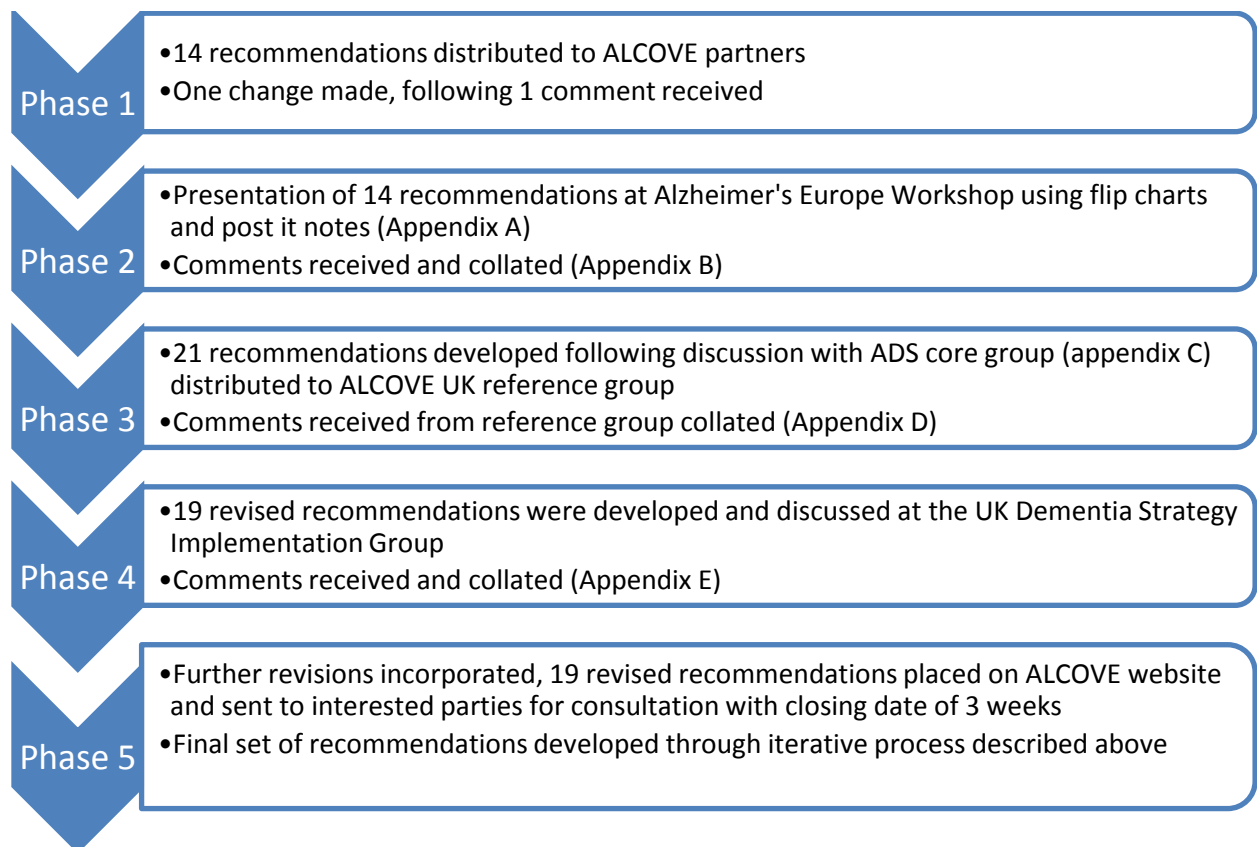 Phase 1
•14 recommendations distributed to ALCOVE partners
•One change made, following 1 comment received
Phase 2
•Presentation of 14 recommendations at Alzheimer's Europe Workshop using flip charts
and post it notes (Appendix A)
•Comments received and collated (Appendix B)
Phase 3
•21 recommendations developed following discussion with ADS core group (appendix C)
distributed to ALCOVE UK reference group
•Comments received from reference group collated (Appendix D)
Phase 4
•19 revised recommendations were developed and discussed at the UK Dementia Strategy
Implementation Group
•Comments received and collated (Appendix E)
Phase 5
•Further revisions incorporated, 19 revised recommendations placed on ALCOVE website
and sent to interested parties for consultation with closing date of 3 weeks
•Final set of recommendations developed through iterative process described above